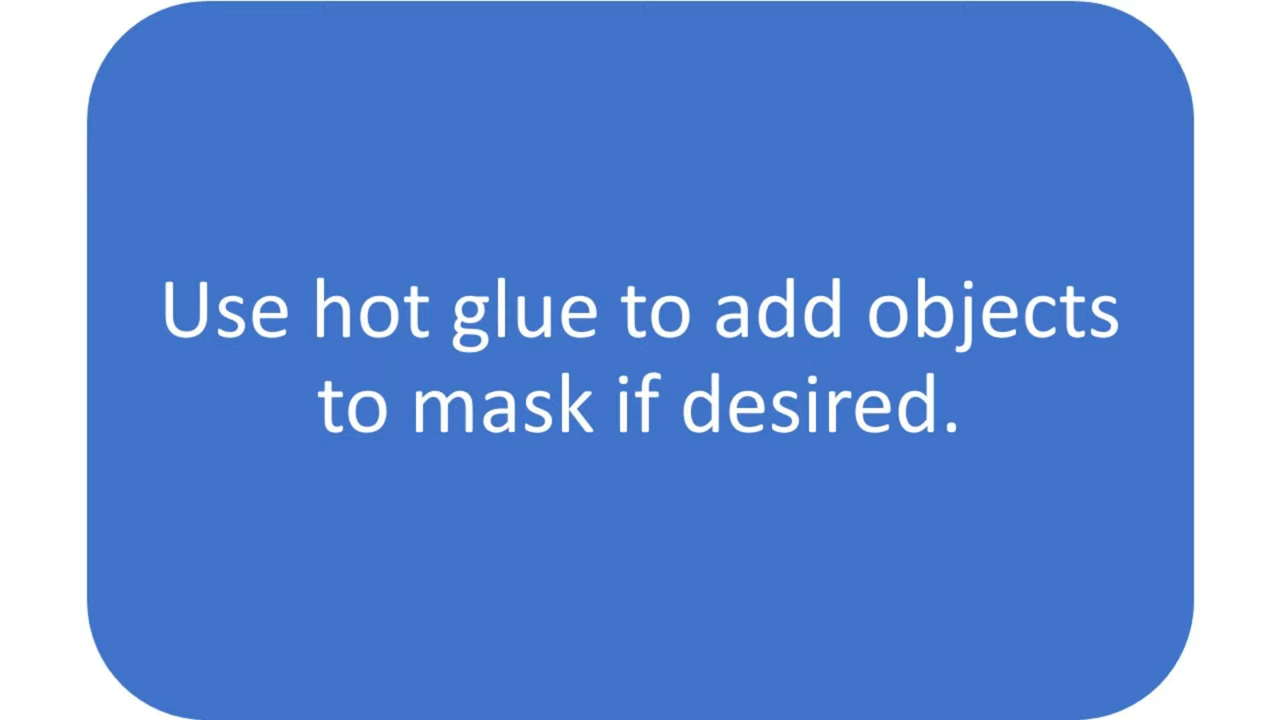 Use hot glue to add objects
to mask if desired.